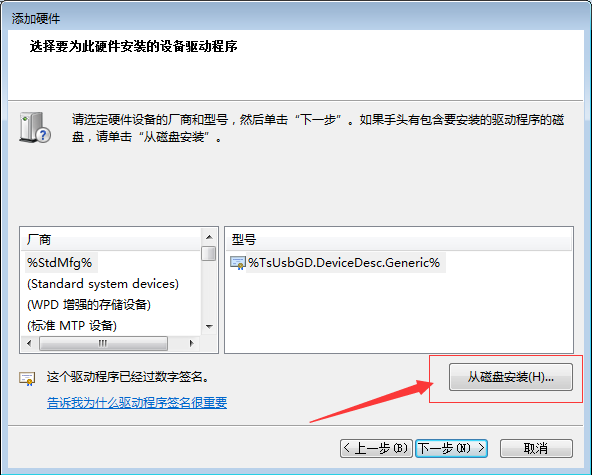 添加硬件
选择要为此硬件安装的设备驱动程序
请选定硬件设备的厂商和型号，然后单击“下一步”。如果手头有包含要安装的驱动程序的磁
盘，请单击“从磁盘安装”。
厂商
型号
%StdMfg%
%TsUsbGD.DeviceDesc.Generic%
(Standard system devices)
(WPD 增强的存储设备)
(标准 MTP 设备)
这个驱动程序已经过数字签名。
从磁盘安装(H)...
告诉我为什么驱动程序签名很重要
< 上一步(B)
下一步(N) >
取消